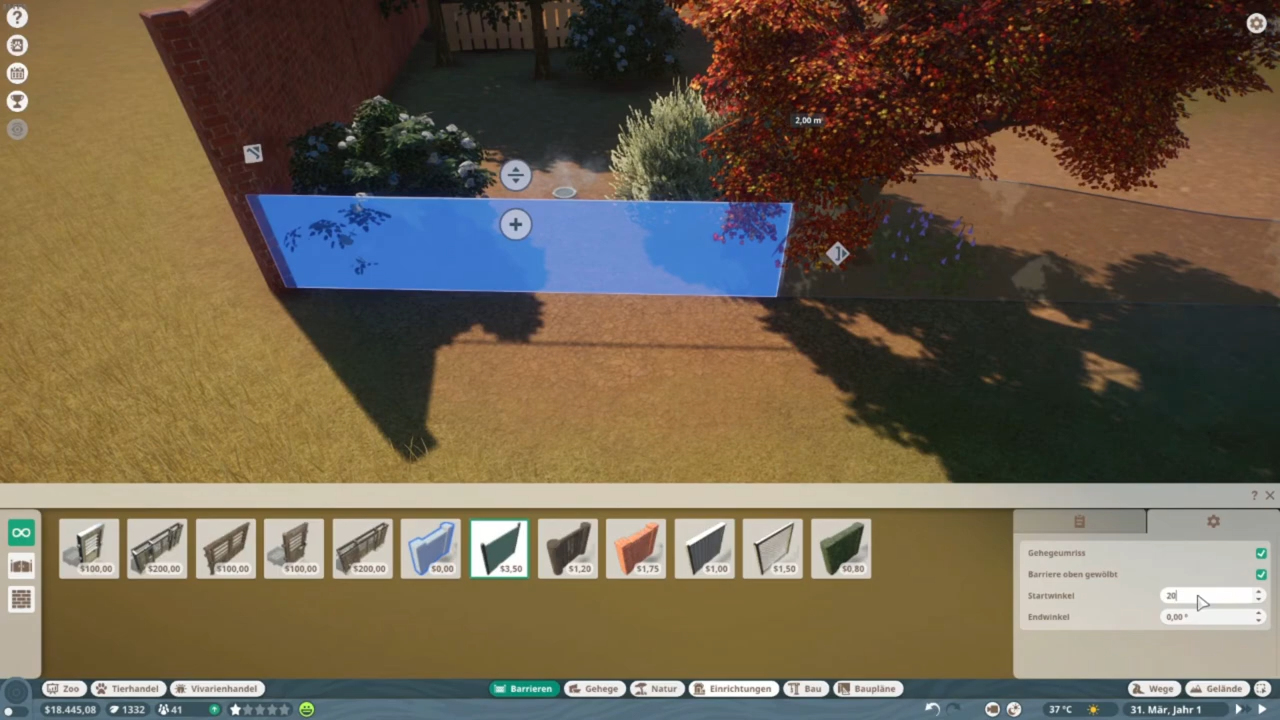 ?
2,00 m
? ×
$100,00 $200,00 $100,00 $100,00 $200,00 $0,00 $3,50 $1,20 $1,75 $1,00 $1,50 $0,80
Gehegeumriss
Barriere oben gewölbt
Startwinkel 20
Endwinkel 0,00 °
Zoo Tierhandel Vivarienhandel Barrieren Gehege Natur Einrichtungen Bau Baupläne Wege Gelände
$18.445,08 1332 41 37 °C 31. Mär, Jahr 1